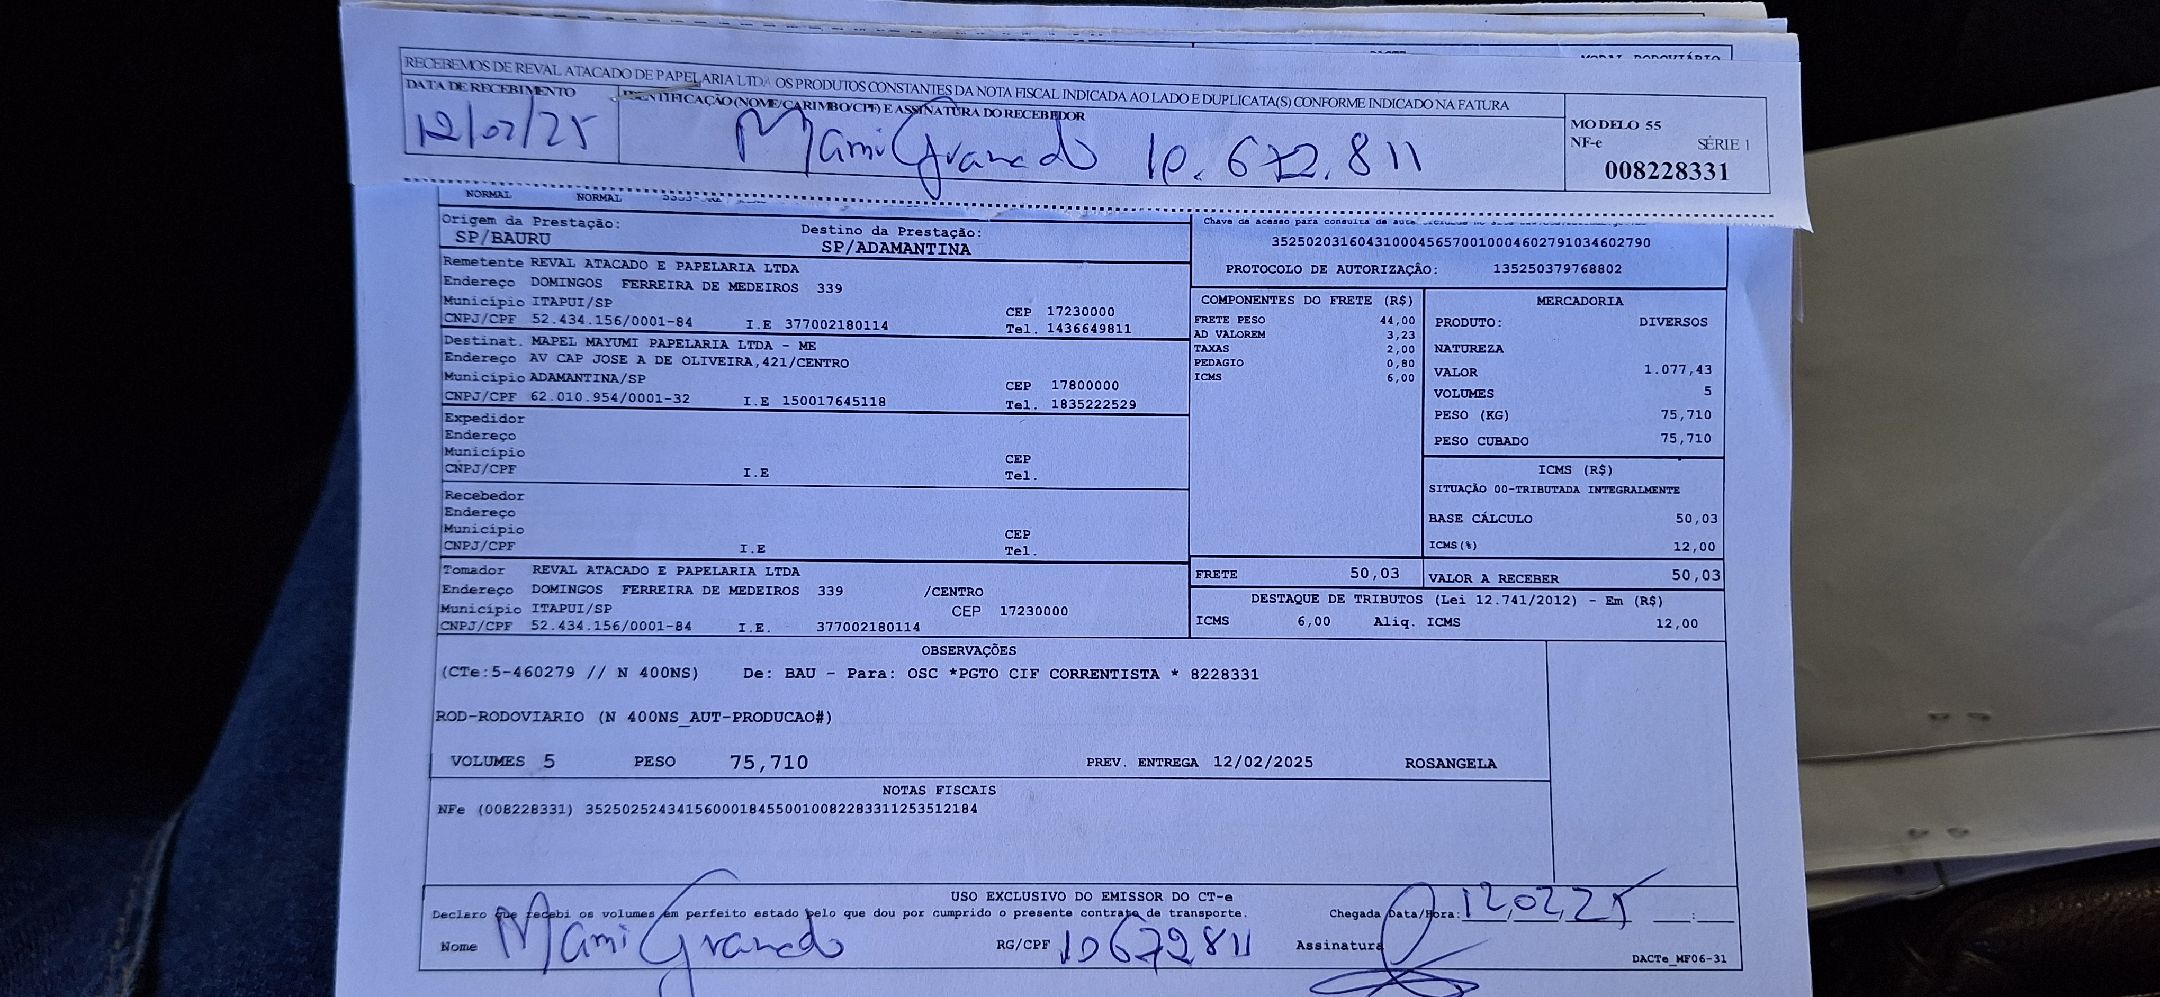 MODAL RODOVIÁRIO
RECEBEMOS DE REVAL ATACADO DE PAPELARIA LTDA OS PRODUTOS CONSTANTES DA NOTA FISCAL INDICADA AO LADO E DUPLICATA(S) CONFORME INDICADO NA FATURA
DATA DE RECEBIMENTO IDENTIFICAÇÃO (NOME/CARIMBO/CPF) E ASSINATURA DO RECEBEDOR
12/02/25 Mami Granado 10.672.811
MODELO 55
NF-e SÉRIE 1
008228331
NORMAL NORMAL
Origem da Prestação: Destino da Prestação:
SP/BAURU SP/ADAMANTINA
Chave de acesso para consulta de
35250203160431000456570010004602791034602790
PROTOCOLO DE AUTORIZAÇÂO: 135250379768802
Remetente REVAL ATACADO E PAPELARIA LTDA
Endereço DOMINGOS FERREIRA DE MEDEIROS 339
Município ITAPUI/SP CEP 17230000
CNPJ/CPF 52.434.156/0001-84 I.E 377002180114 Tel. 1436649811
Destinat. MAPEL MAYUMI PAPELARIA LTDA - ME
Endereço AV CAP JOSE A DE OLIVEIRA,421/CENTRO
Município ADAMANTINA/SP CEP 17800000
CNPJ/CPF 62.010.954/0001-32 I.E 150017645118 Tel. 1835222529
Expedidor
Endereço
Município CEP
CNPJ/CPF I.E Tel.
Recebedor
Endereço
Município CEP
CNPJ/CPF I.E Tel.
Tomador REVAL ATACADO E PAPELARIA LTDA
Endereço DOMINGOS FERREIRA DE MEDEIROS 339 /CENTRO
Município ITAPUI/SP CEP 17230000
CNPJ/CPF 52.434.156/0001-84 I.E. 377002180114
COMPONENTES DO FRETE (R$)
FRETE PESO 44,00
AD VALOREM 3,23
TAXAS 2,00
PEDAGIO 0,80
ICMS 6,00
MERCADORIA
PRODUTO: DIVERSOS
NATUREZA
VALOR 1.077,43
VOLUMES 5
PESO (KG) 75,710
PESO CUBADO 75,710
ICMS (R$)
SITUAÇÃO 00-TRIBUTADA INTEGRALMENTE
BASE CÁLCULO 50,03
ICMS(%) 12,00
FRETE 50,03 VALOR A RECEBER 50,03
DESTAQUE DE TRIBUTOS (Lei 12.741/2012) - Em (R$)
ICMS 6,00 Aliq. ICMS 12,00
OBSERVAÇÕES
(CTe:5-460279 // N 400NS) De: BAU - Para: OSC *PGTO CIF CORRENTISTA * 8228331
ROD-RODOVIARIO (N 400NS_AUT-PRODUCAO#)
VOLUMES 5 PESO 75,710 PREV. ENTREGA 12/02/2025 ROSANGELA
NOTAS FISCAIS
NFe (008228331) 35250252434156000184550010082283311253512184
USO EXCLUSIVO DO EMISSOR DO CT-e
Declaro que recebi os volumes em perfeito estado pelo que dou por cumprido o presente contrato de transporte. Chegada Data/Hora: 12,02,25 __:__
Nome Mami Granado RG/CPF 10672811 Assinatura
DACTe_MF06-31